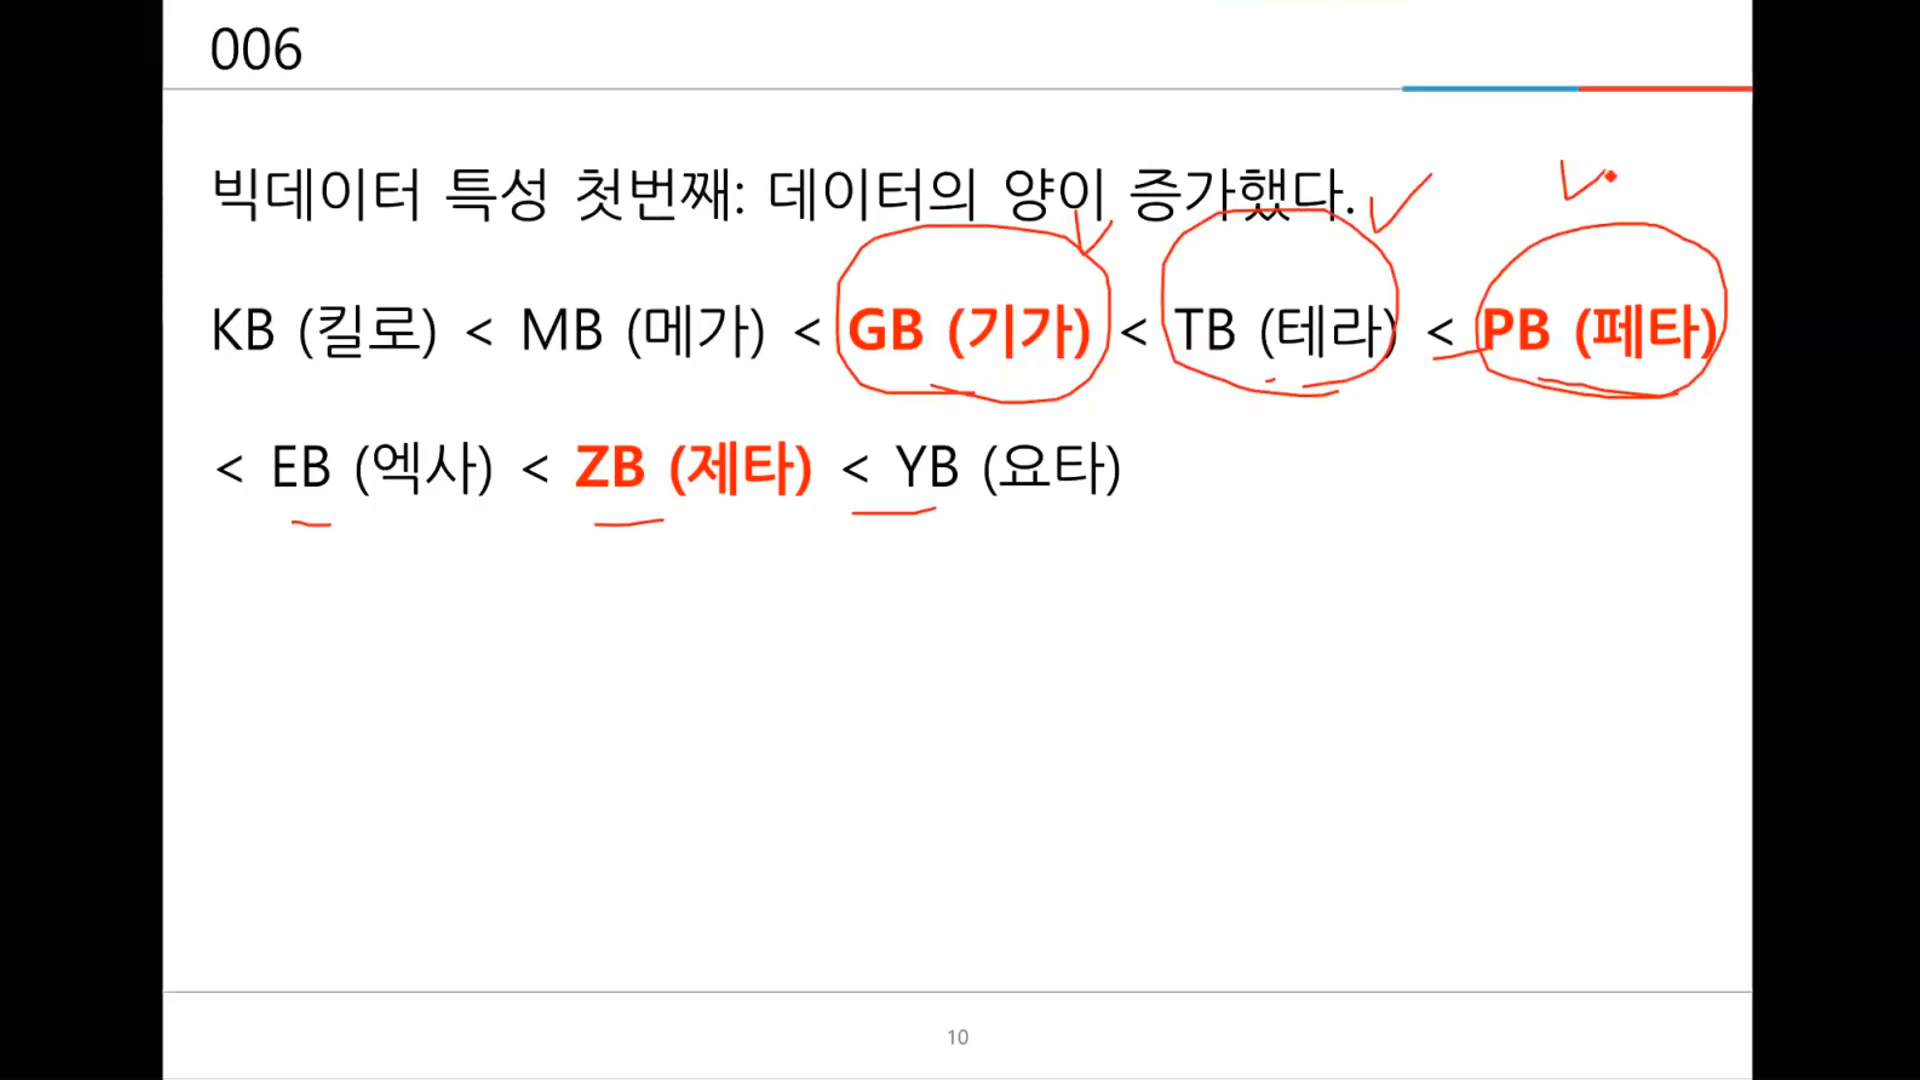 006
빅데이터 특성 첫번째: 데이터의 양이 증가했다.
KB (킬로) < MB (메가) < GB (기가) < TB (테라) < PB (페타)
< EB (엑사) < ZB (제타) < YB (요타)
10